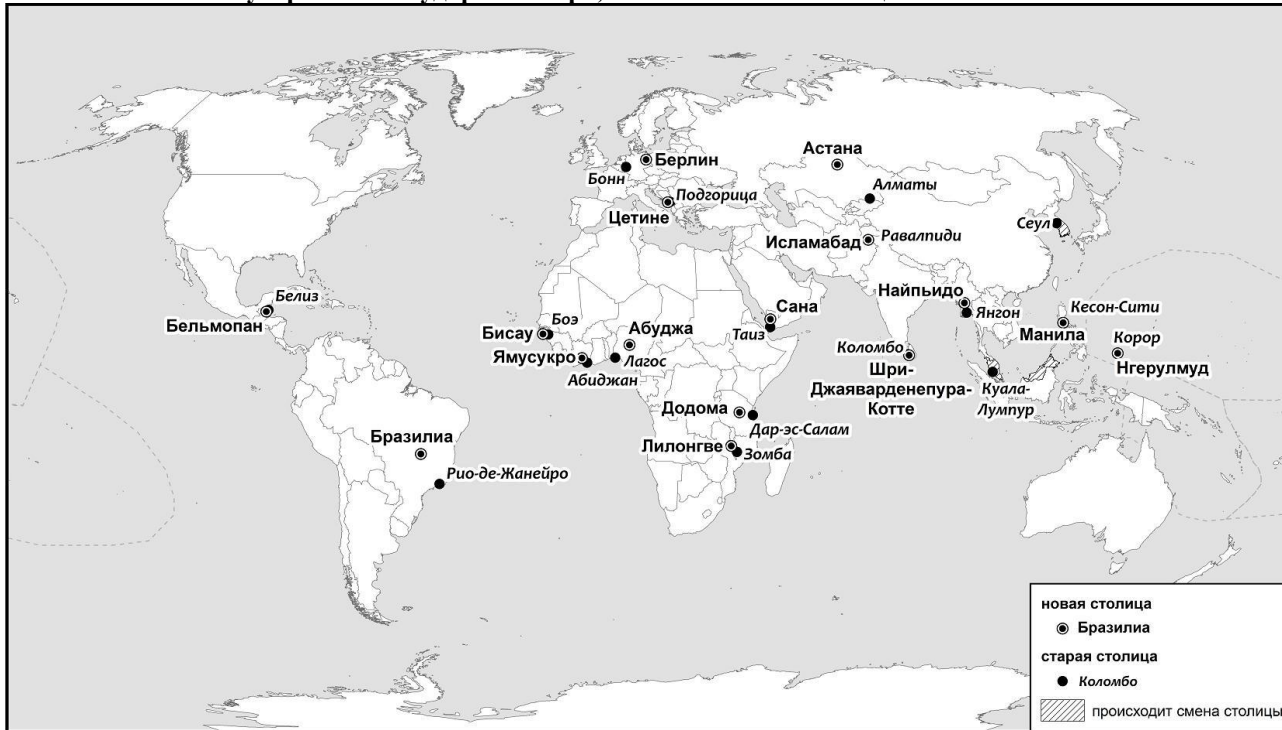 Берлин
Бонн
Подгорица
Цетине
Астана
Алматы
Сеул
Исламабад
Равалпиди
Белиз
Бельмопан
Найпьидо
Янгон
Кесон-Сити
Манила
Сана
Таиз
Боэ
Бисау
Абуджа
Ямусукро
Лагос
Абиджан
Коломбо
Шри-
Джаяварденепура-
Котте
Корор
Нгерулмуд
Куала-
Лумпур
Додома
Дар-эс-Салам
Лилонгве
Зомба
Бразилиа
Рио-де-Жанейро
новая столица
Бразилиа
старая столица
Коломбо
происходит смена столицы